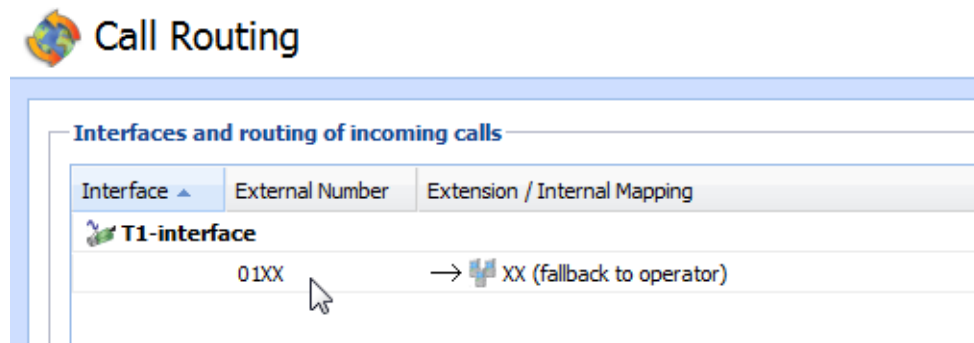 Call Routing
Interfaces and routing of incoming calls
Interface External Number Extension / Internal Mapping
T1-interface
01XX → XX (fallback to operator)